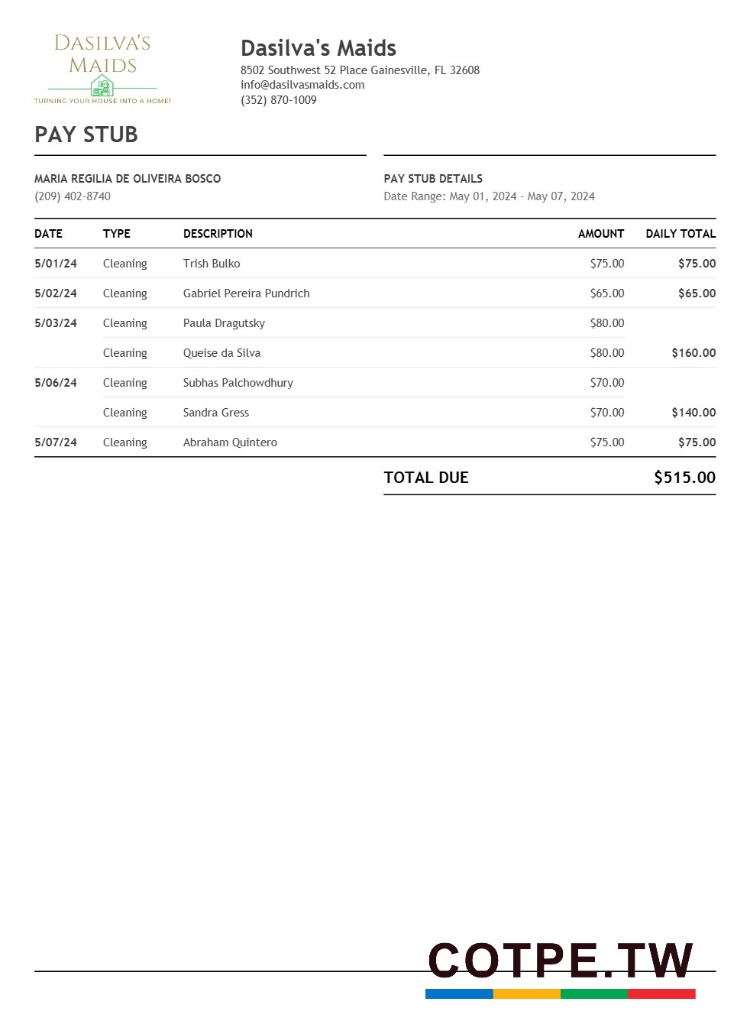 DASILVA'S
MAIDS
TURNING YOUR HOUSE INTO A HOME!
Dasilva's Maids
8502 Southwest 52 Place Gainesville, FL 32608
info@dasilvasmaids.com
(352) 870-1009
PAY STUB
MARIA REGILIA DE OLIVEIRA BOSCO
(209) 402-8740
PAY STUB DETAILS
Date Range: May 01, 2024 - May 07, 2024
DATE TYPE DESCRIPTION AMOUNT DAILY TOTAL
5/01/24 Cleaning Trish Bulko $75.00 $75.00
5/02/24 Cleaning Gabriel Pereira Pundrich $65.00 $65.00
5/03/24 Cleaning Paula Dragutsky $80.00
Cleaning Queise da Silva $80.00 $160.00
5/06/24 Cleaning Subhas Palchowdhury $70.00
Cleaning Sandra Gress $70.00 $140.00
5/07/24 Cleaning Abraham Quintero $75.00 $75.00
TOTAL DUE $515.00
COTPE.TW